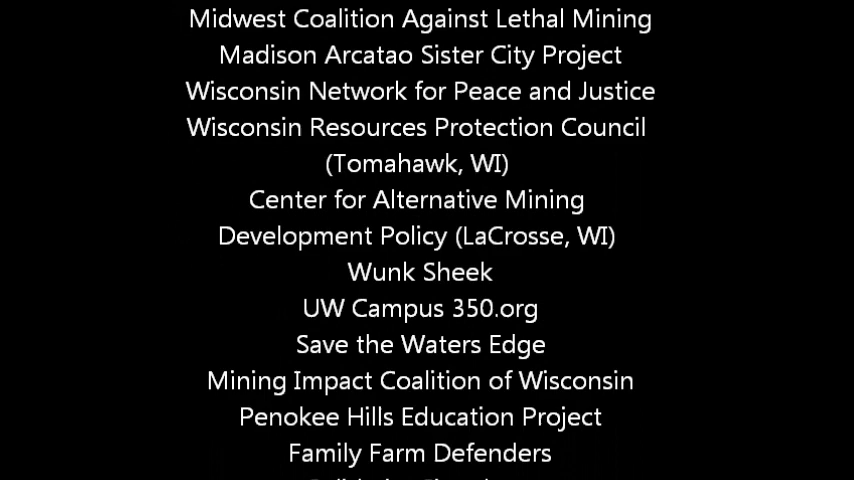 Midwest Coalition Against Lethal Mining
Madison Arcatao Sister City Project
Wisconsin Network for Peace and Justice
Wisconsin Resources Protection Council
(Tomahawk, WI)
Center for Alternative Mining
Development Policy (LaCrosse, WI)
Wunk Sheek
UW Campus 350.org
Save the Waters Edge
Mining Impact Coalition of Wisconsin
Penokee Hills Education Project
Family Farm Defenders